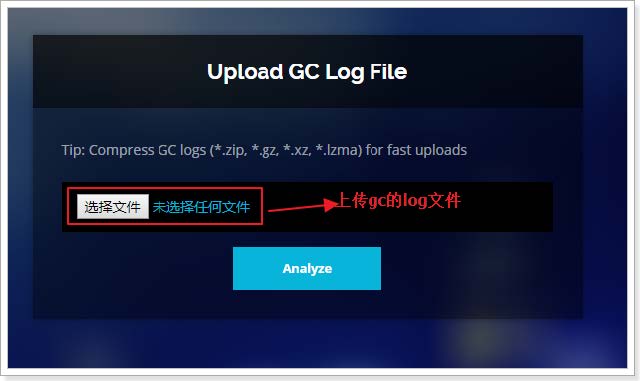 Upload GC Log File
Tip: Compress GC logs (*.zip, *.gz, *.xz, *.lzma) for fast uploads
选择文件 未选择任何文件 上传gc的log文件
Analyze